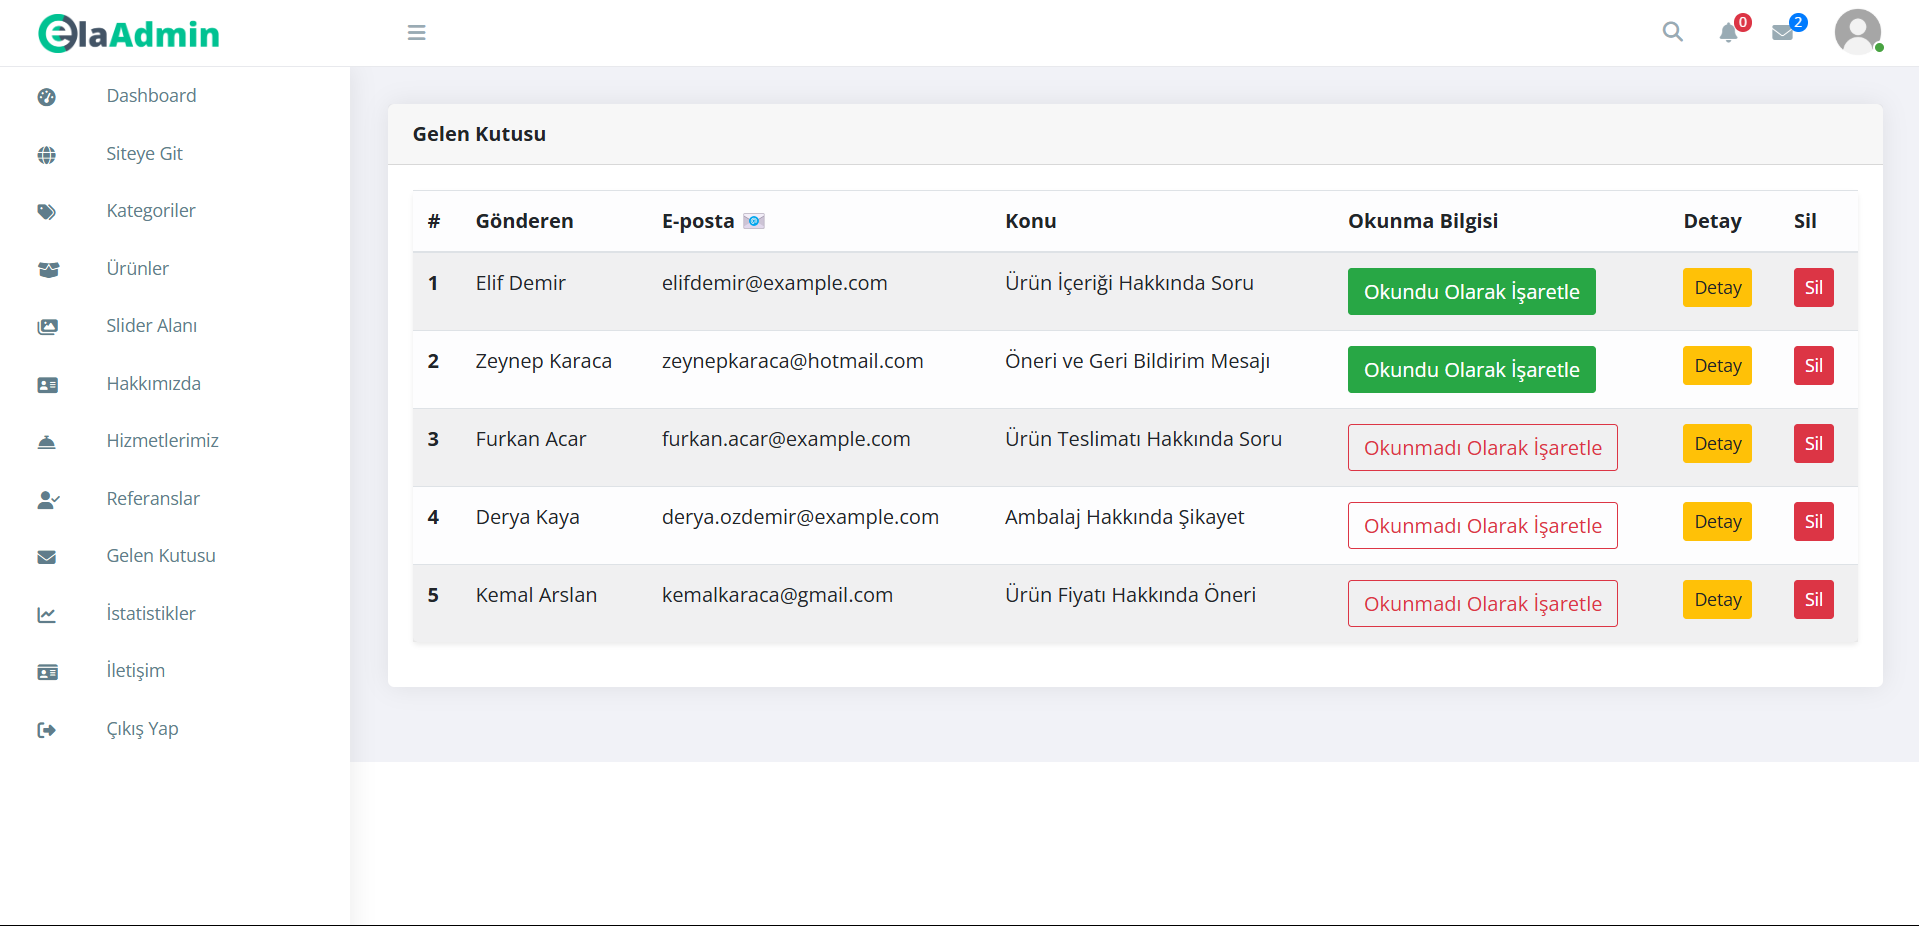 elaAdmin
0
2
Dashboard
Siteye Git
Kategoriler
Ürünler
Slider Alanı
Hakkımızda
Hizmetlerimiz
Referanslar
Gelen Kutusu
İstatistikler
İletişim
Çıkış Yap
Gelen Kutusu
# Gönderen E-posta Konu Okunma Bilgisi Detay Sil
1 Elif Demir elifdemir@example.com Ürün İçeriği Hakkında Soru Okundu Olarak İşaretle Detay Sil
2 Zeynep Karaca zeynepkaraca@hotmail.com Öneri ve Geri Bildirim Mesajı Okundu Olarak İşaretle Detay Sil
3 Furkan Acar furkan.acar@example.com Ürün Teslimatı Hakkında Soru Okunmadı Olarak İşaretle Detay Sil
4 Derya Kaya derya.ozdemir@example.com Ambalaj Hakkında Şikayet Okunmadı Olarak İşaretle Detay Sil
5 Kemal Arslan kemalkaraca@gmail.com Ürün Fiyatı Hakkında Öneri Okunmadı Olarak İşaretle Detay Sil